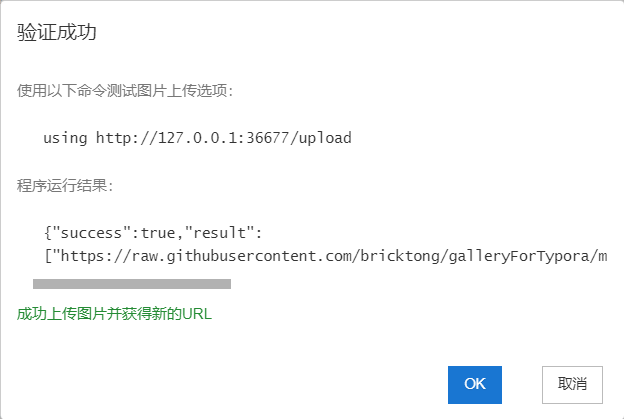 验证成功
使用以下命令测试图片上传选项:
using http://127.0.0.1:36677/upload
程序运行结果:
{"success":true,"result":
["https://raw.githubusercontent.com/bricktong/galleryForTypora/m
成功上传图片并获得新的URL
OK
取消